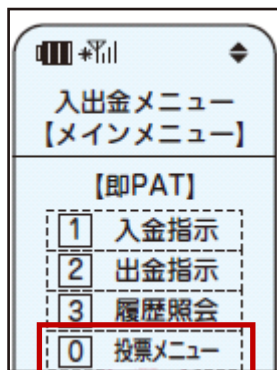 入出金メニュー
【メインメニュー】
【即PAT】
1 入金指示
2 出金指示
3 履歴照会
0 投票メニュー